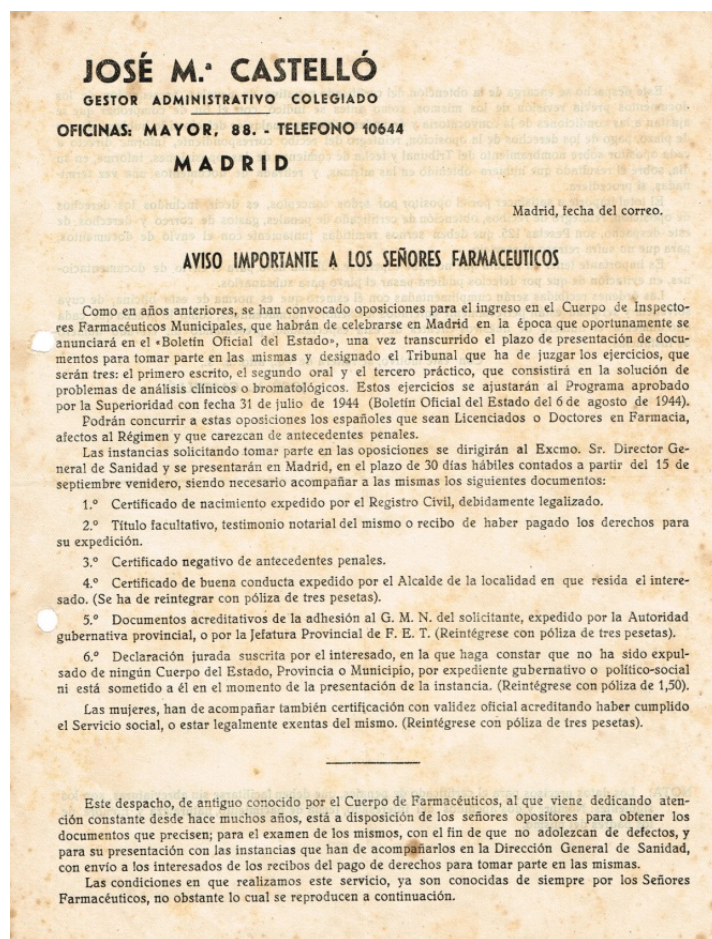 JOSÉ M.ª CASTELLÓ
GESTOR ADMINISTRATIVO COLEGIADO
OFICINAS: MAYOR, 88. - TELEFONO 10644
MADRID
Madrid, fecha del correo.
AVISO IMPORTANTE A LOS SEÑORES FARMACEUTICOS
Como en años anteriores, se han convocado oposiciones para el ingreso en el Cuerpo de Inspecto-
res Farmacéuticos Municipales, que habrán de celebrarse en Madrid en la época que oportunamente se
anunciará en el «Boletín Oficial del Estado», una vez transcurrido el plazo de presentación de docu-
mentos para tomar parte en las mismas y designado el Tribunal que ha de juzgar los ejercicios, que
serán tres: el primero escrito, el segundo oral y el tercero práctico, que consistirá en la solución de
problemas de análisis clínicos o bromatológicos. Estos ejercicios se ajustarán al Programa aprobado
por la Superioridad con fecha 31 de julio de 1944 (Boletín Oficial del Estado del 6 de agosto de 1944).
Podrán concurrir a estas oposiciones los españoles que sean Licenciados o Doctores en Farmacia,
afectos al Régimen y que carezcan de antecedentes penales.
Las instancias solicitando tomar parte en las oposiciones se dirigirán al Excmo. Sr. Director Ge-
neral de Sanidad y se presentarán en Madrid, en el plazo de 30 días hábiles contados a partir del 15 de
septiembre venidero, siendo necesario acompañar a las mismas los siguientes documentos:
1.º Certificado de nacimiento expedido por el Registro Civil, debidamente legalizado.
2.º Título facultativo, testimonio notarial del mismo o recibo de haber pagado los derechos para
su expedición.
3.º Certificado negativo de antecedentes penales.
4.º Certificado de buena conducta expedido por el Alcalde de la localidad en que resida el intere-
sado. (Se ha de reintegrar con póliza de tres pesetas).
5.º Documentos acreditativos de la adhesión al G. M. N. del solicitante, expedido por la Autoridad
gubernativa provincial, o por la Jefatura Provincial de F. E. T. (Reintégrese con póliza de tres pesetas).
6.º Declaración jurada suscrita por el interesado, en la que haga constar que no ha sido expul-
sado de ningún Cuerpo del Estado, Provincia o Municipio, por expediente gubernativo o político-social
ni está sometido a él en el momento de la presentación de la instancia. (Reintégrese con póliza de 1,50).
Las mujeres, han de acompañar también certificación con validez oficial acreditando haber cumplido
el Servicio social, o estar legalmente exentas del mismo. (Reintégrese con póliza de tres pesetas).
Este despacho, de antiguo conocido por el Cuerpo de Farmacéuticos, al que viene dedicando aten-
ción constante desde hace muchos años, está a disposición de los señores opositores para obtener los
documentos que precisen; para el examen de los mismos, con el fin de que no adolezcan de defectos, y
para su presentación con las instancias que han de acompañarlos en la Dirección General de Sanidad,
con envío a los interesados de los recibos del pago de derechos para tomar parte en las mismas.
Las condiciones en que realizamos este servicio, ya son conocidas de siempre por los Señores
Farmacéuticos, no obstante lo cual se reproducen a continuación.